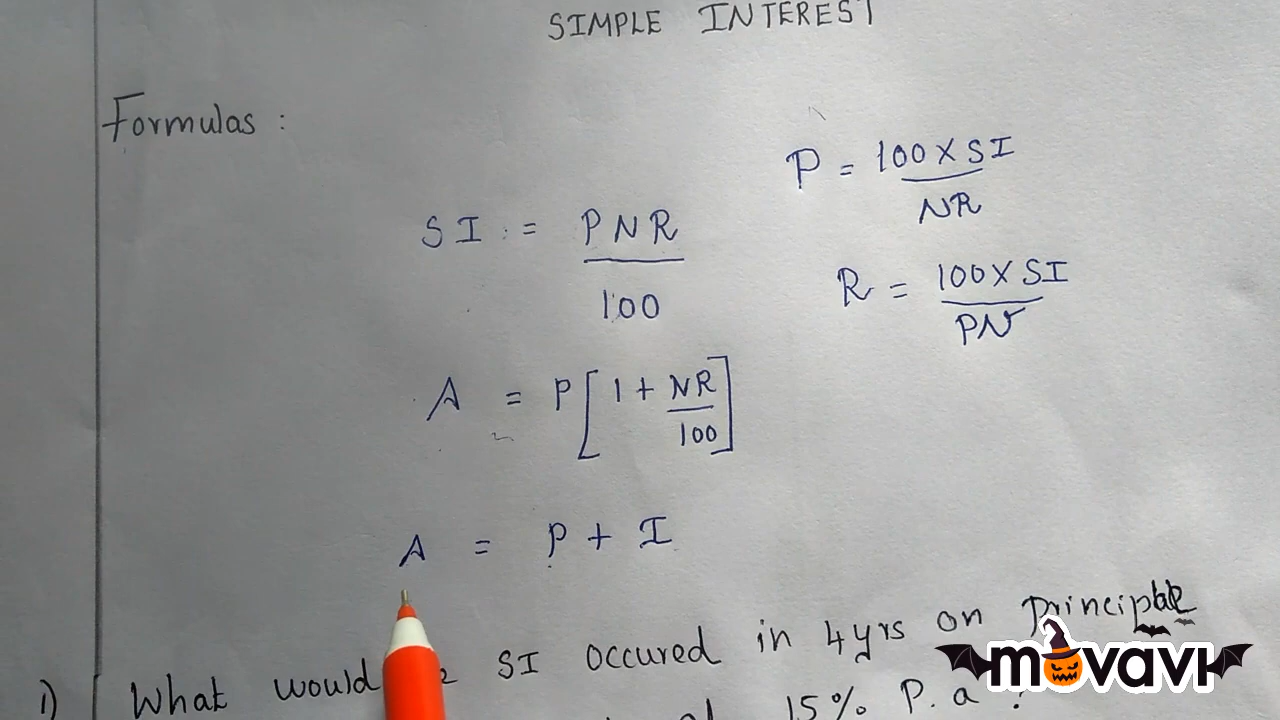 SIMPLE INTEREST
Formulas :
SI = PNR / 100
P = 100 X SI / NR
R = 100 X SI / PN
A = P [ 1 + NR / 100 ]
A = P + I
1) What would SI occured in 4yrs on principle
15% P.a ?
movavi